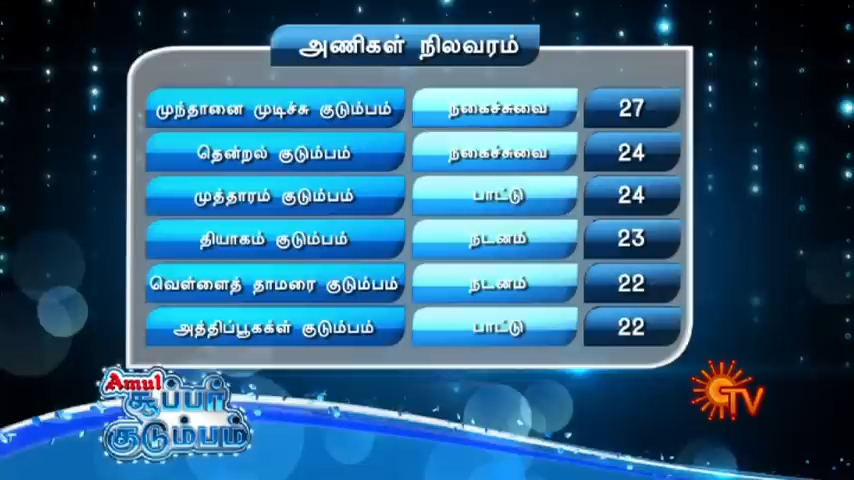 அணிகள் நிலவரம்
முந்தானை முடிச்சு குடும்பம் நகைச்சுவை 27
தென்றல் குடும்பம் நகைச்சுவை 24
முத்தாரம் குடும்பம் பாட்டு 24
தியாகம் குடும்பம் நடனம் 23
வெள்ளைத் தாமரை குடும்பம் நடனம் 22
அத்திப்பூகக்ள் குடும்பம் பாட்டு 22
Amul
சூப்பர்
குடும்பம்
TV